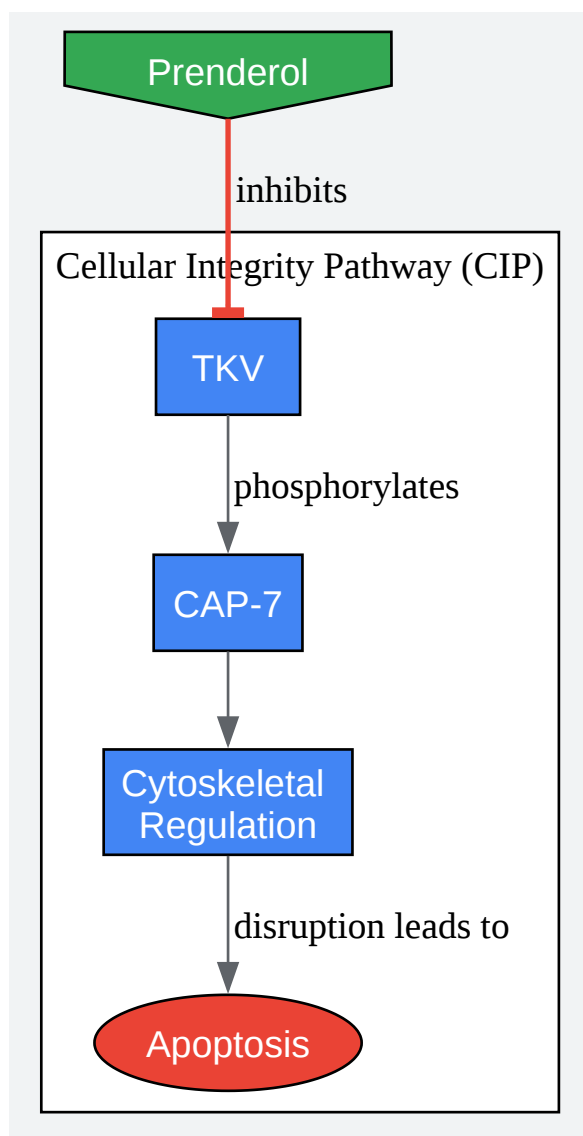 Prenderol
inhibits
Cellular Integrity Pathway (CIP)
TKV
phosphorylates
CAP-7
Cytoskeletal
Regulation
disruption leads to
Apoptosis